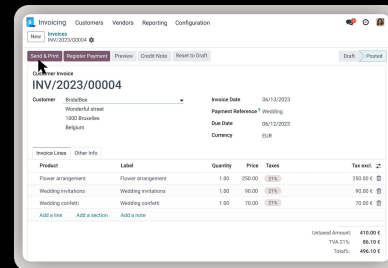 Invoicing Customers Vendors Reporting Configuration
New Invoices
INV/2023/00004
Send & Print Register Payment Preview Credit Note Reset to Draft Draft Posted
Customer Invoice
INV/2023/00004
Customer BridalBee
Wonderful street
1000 Bruxelles
Belgium
Invoice Date 06/13/2023
Payment Reference ? Wedding
Due Date 06/12/2023
Currency EUR
Invoice Lines Other Info
Product Label Quantity Price Taxes Tax excl.
Flower arrangement Flower arrangement 1.00 250.00 21% 250.00 €
Wedding invitations Wedding invitations 1.00 90.00 21% 90.00 €
Wedding confetti Wedding confetti 1.00 70.00 21% 70.00 €
Add a line Add a section Add a note
Untaxed Amount: 410.00 €
TVA 21%: 86.10 €
Total: 496.10 €